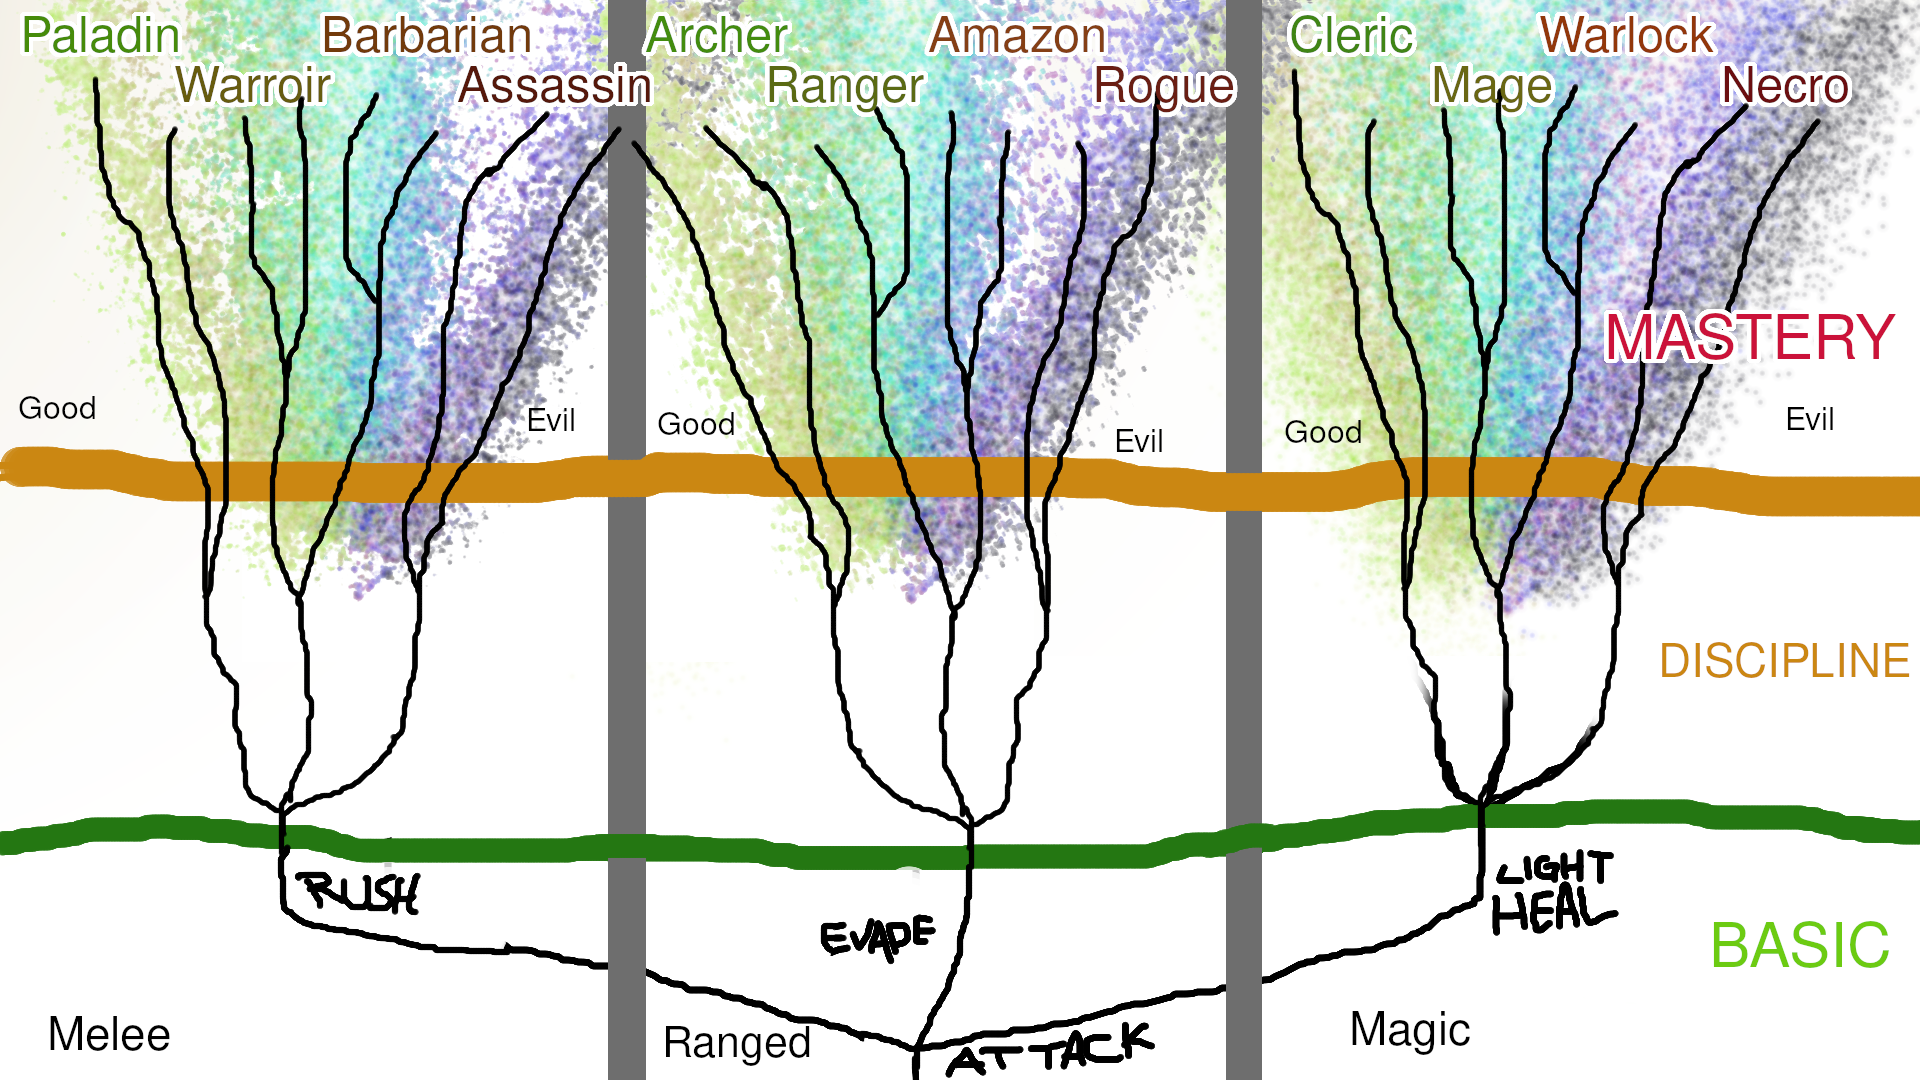 Paladin
Barbarian
Archer
Amazon
Cleric
Warlock
Warroir
Assassin
Ranger
Rogue
Mage
Necro
MASTERY
Good
Evil
Good
Evil
Good
Evil
DISCIPLINE
RUSH
EVADE
LIGHT
HEAL
BASIC
Melee
Ranged
ATTACK
Magic